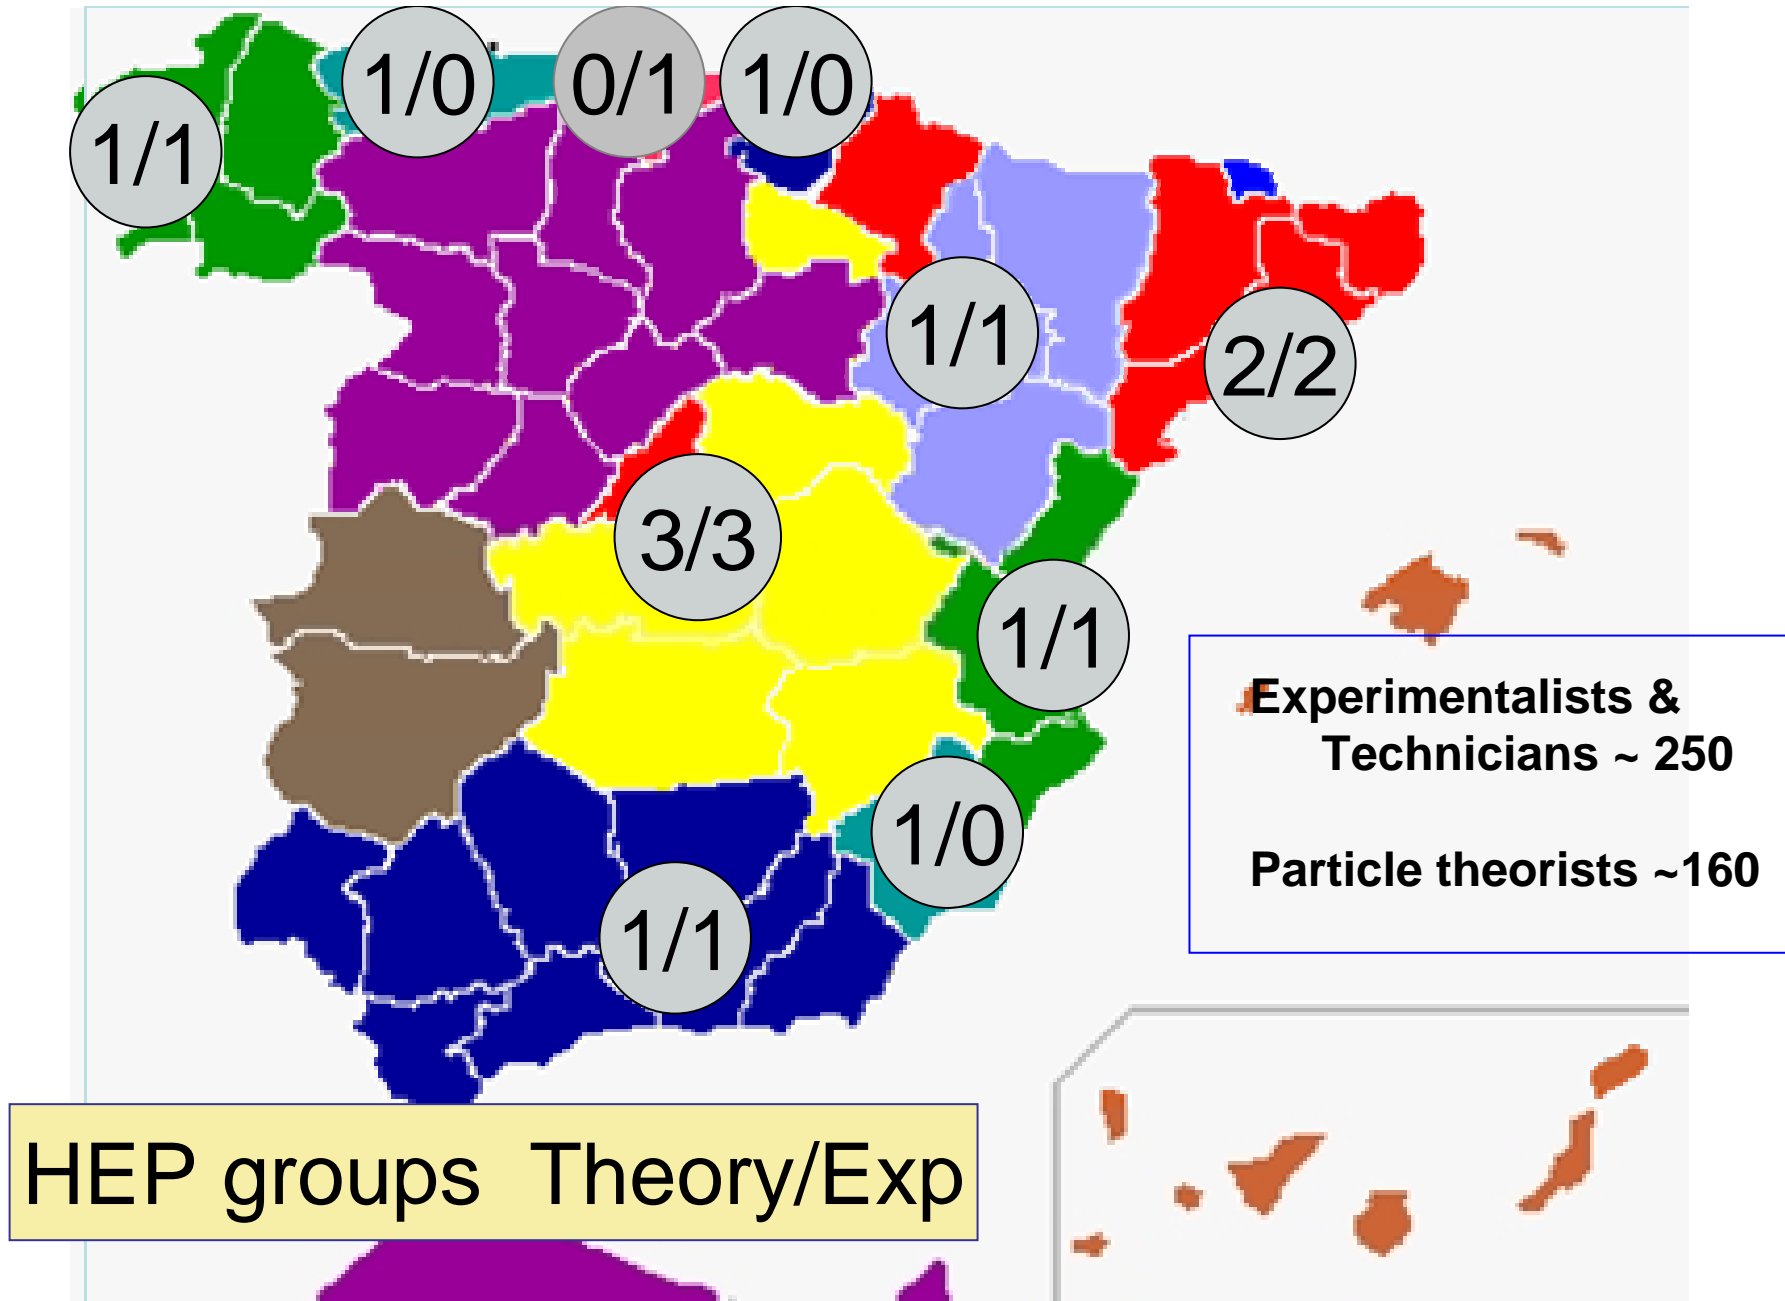 1/0
0/1
1/0
1/1
1/1
2/2
3/3
1/1
Experimentalists &
Technicians ~ 250
1/0
Particle theorists ~160
1/1
HEP groups Theory/Exp